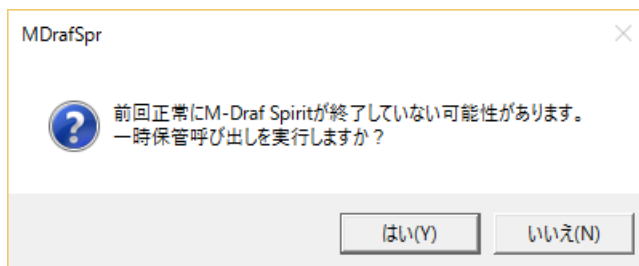 MDrafSpr
前回正常にM-Draf Spiritが終了していない可能性があります。
一時保管呼び出しを実行しますか？
はい(Y)
いいえ(N)